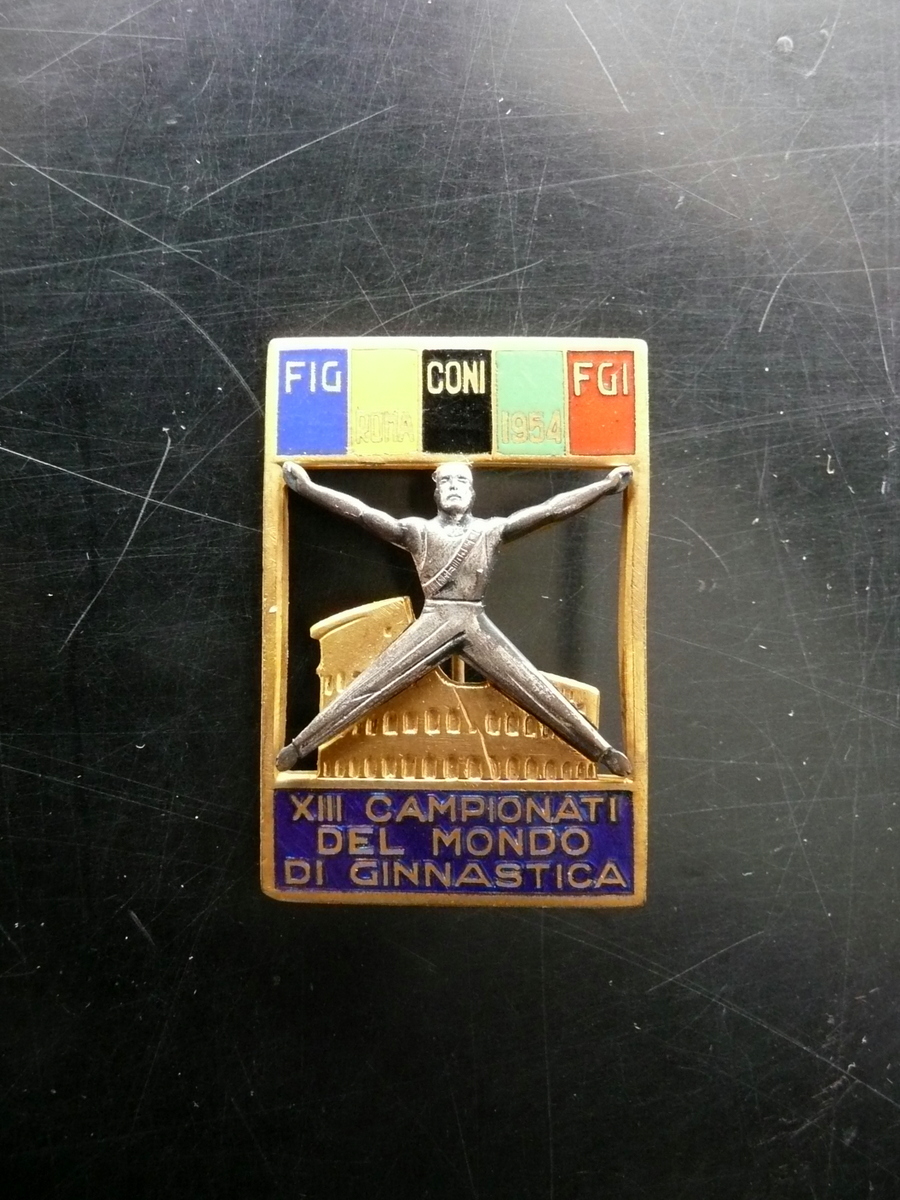 FIG CONI FGI
ROMA 1954
XIII CAMPIONATI
DEL MONDO
DI GINNASTICA